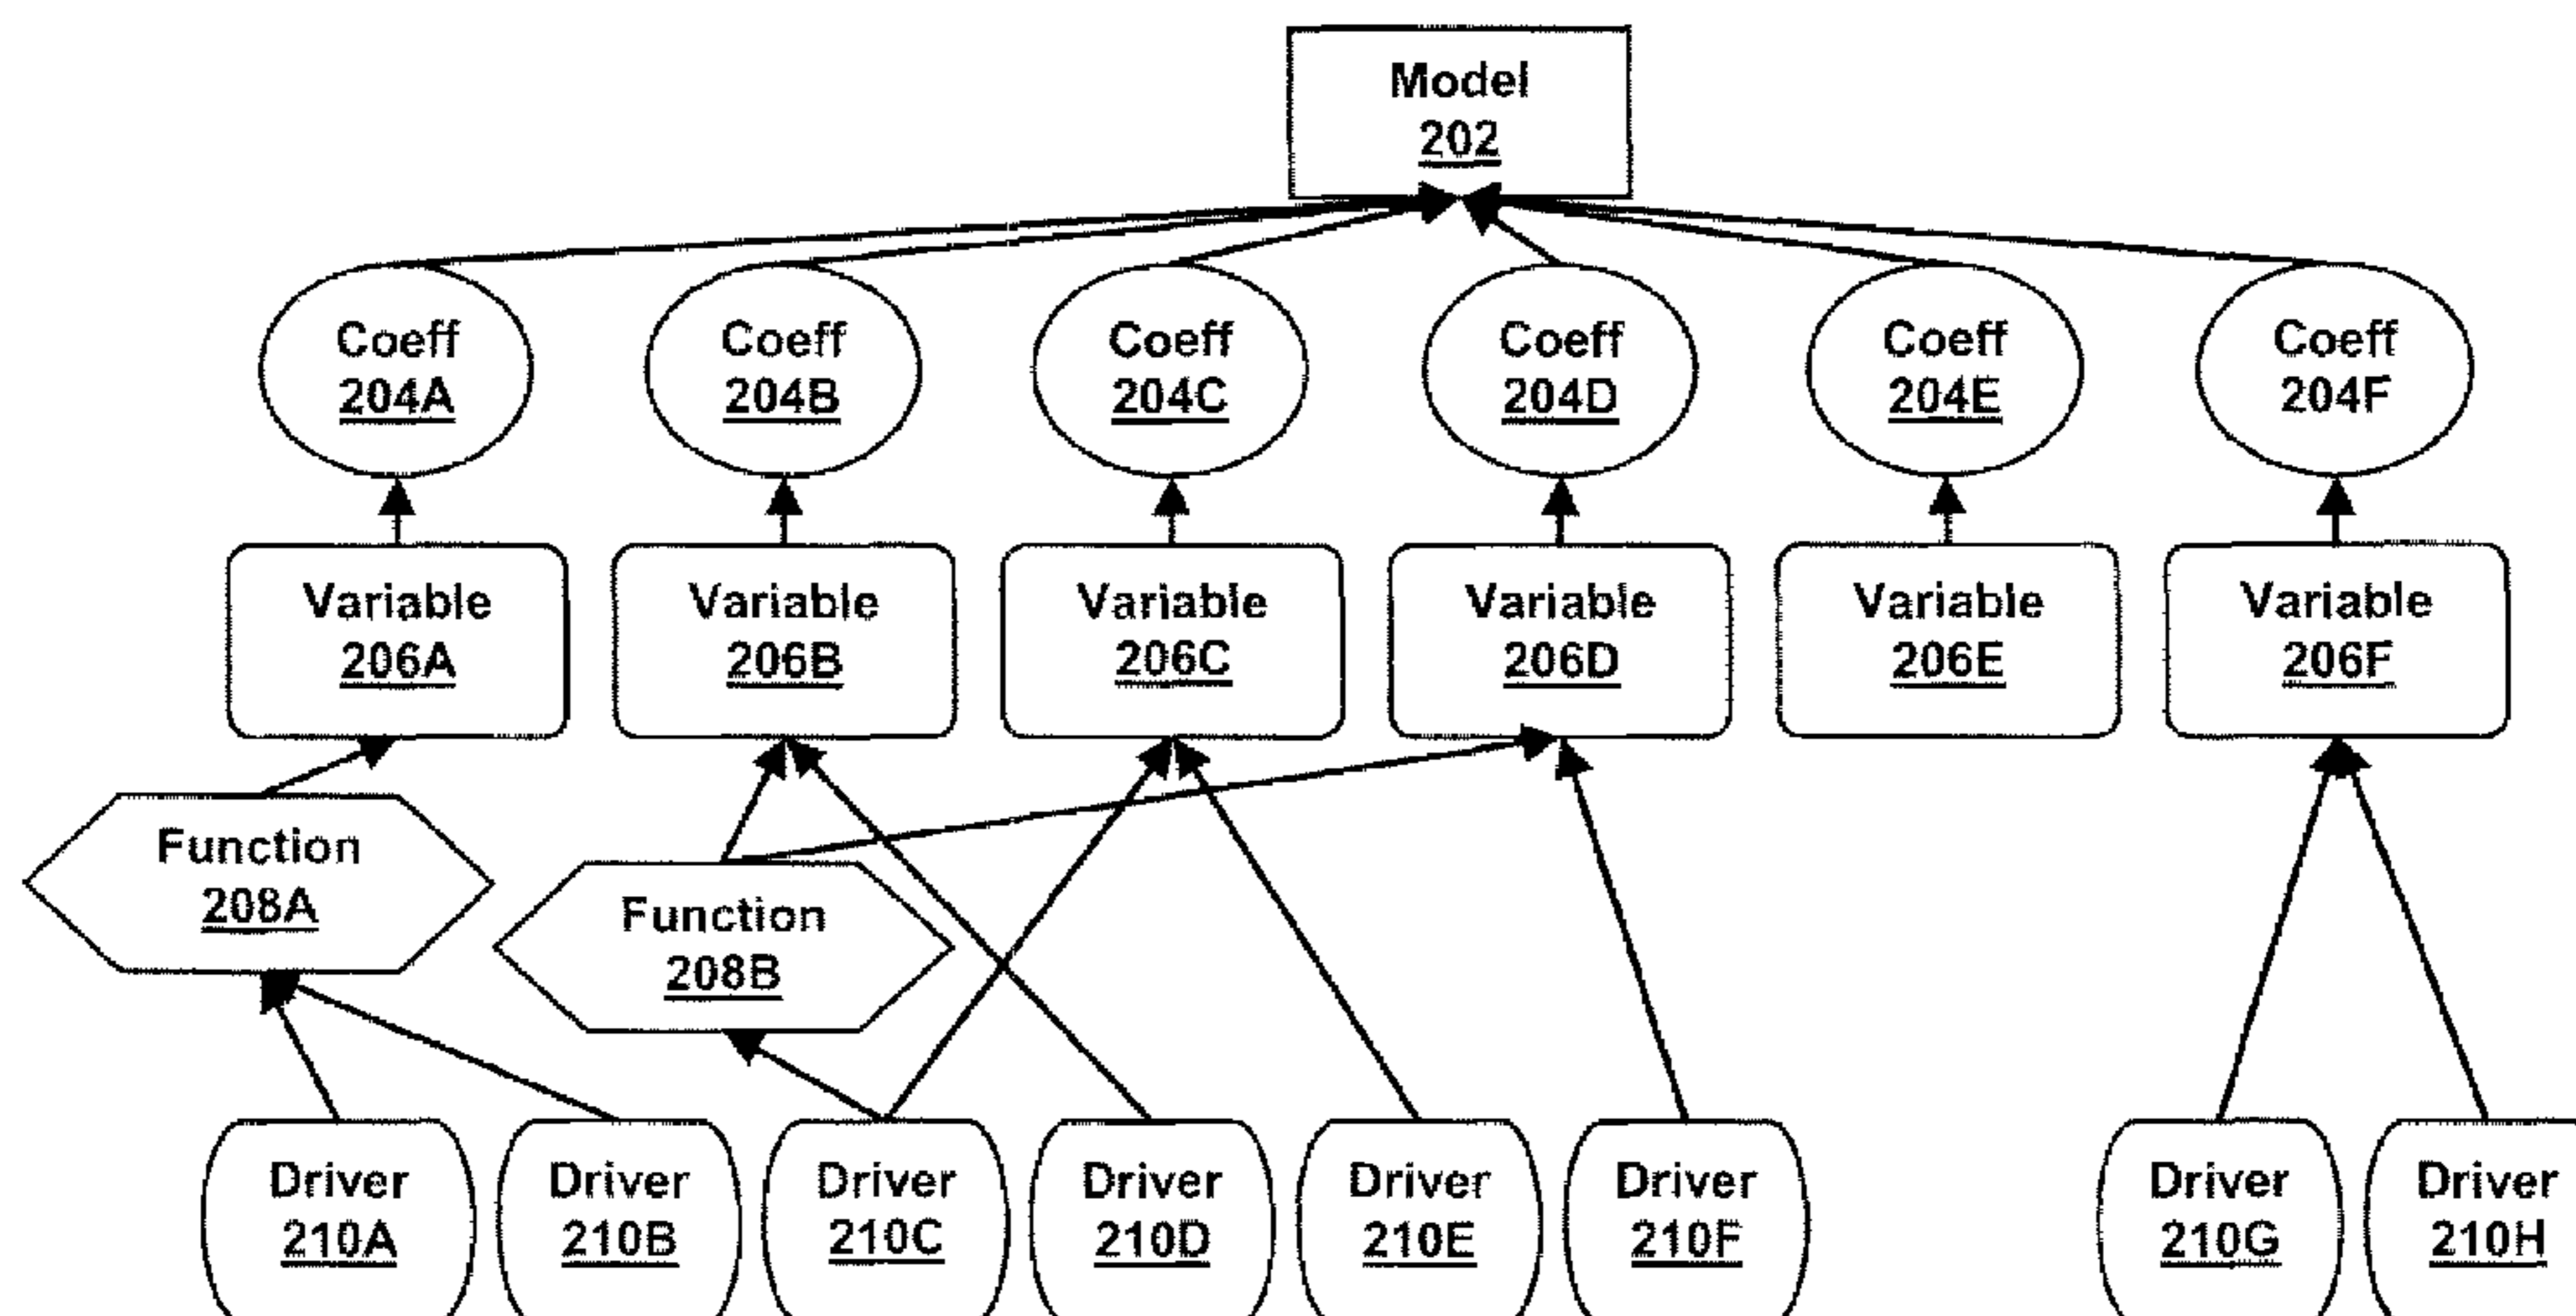 Model
202
Coeff
204A
Coeff
204B
Coeff
204C
Coeff
204D
Coeff
204E
Coeff
204F
Variable
206A
Variable
206B
Variable
206C
Variable
206D
Variable
206E
Variable
206F
Function
208A
Function
208B
Driver
210A
Driver
210B
Driver
210C
Driver
210D
Driver
210E
Driver
210F
Driver
210G
Driver
210H